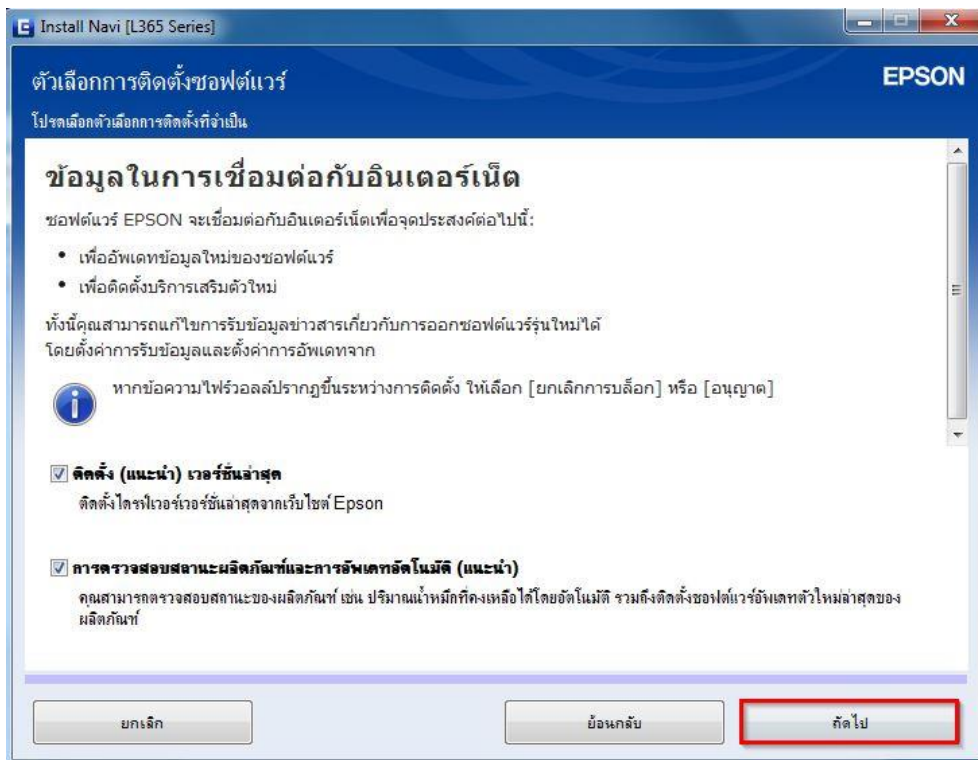 Install Navi [L365 Series]
ตัวเลือกการติดตั้งซอฟต์แวร์
EPSON
โปรดเลือกตัวเลือกการติดตั้งที่จำเป็น
ข้อมูลในการเชื่อมต่อกับอินเตอร์เน็ต
ซอฟต์แวร์ EPSON จะเชื่อมต่อกับอินเตอร์เน็ตเพื่อจุดประสงค์ต่อไปนี้:
• เพื่ออัพเดทข้อมูลใหม่ของซอฟต์แวร์
• เพื่อติดตั้งบริการเสริมตัวใหม่
ทั้งนี้คุณสามารถแก้ไขการรับข้อมูลข่าวสารเกี่ยวกับการออกซอฟต์แวร์รุ่นใหม่ได้
โดยตั้งค่าการรับข้อมูลและตั้งค่าการอัพเดทจาก
หากข้อความไฟร์วอลล์ปรากฏขึ้นระหว่างการติดตั้ง ให้เลือก [ยกเลิกการบล็อก] หรือ [อนุญาต]
ติดตั้ง (แนะนำ) เวอร์ชั่นล่าสุด
ติดตั้งไดรฟ์เวอร์เวอร์ชั่นล่าสุดจากเว็บไซต์ Epson
การตรวจสอบสถานะผลิตภัณฑ์และการอัพเดทอัตโนมัติ (แนะนำ)
คุณสามารถตรวจสอบสถานะของผลิตภัณฑ์ เช่น ปริมาณน้ำหมึกที่คงเหลือได้โดยอัตโนมัติ รวมถึงติดตั้งซอฟต์แวร์อัพเดทตัวใหม่ล่าสุดของ
ผลิตภัณฑ์
ยกเลิก
ย้อนกลับ
ถัดไป